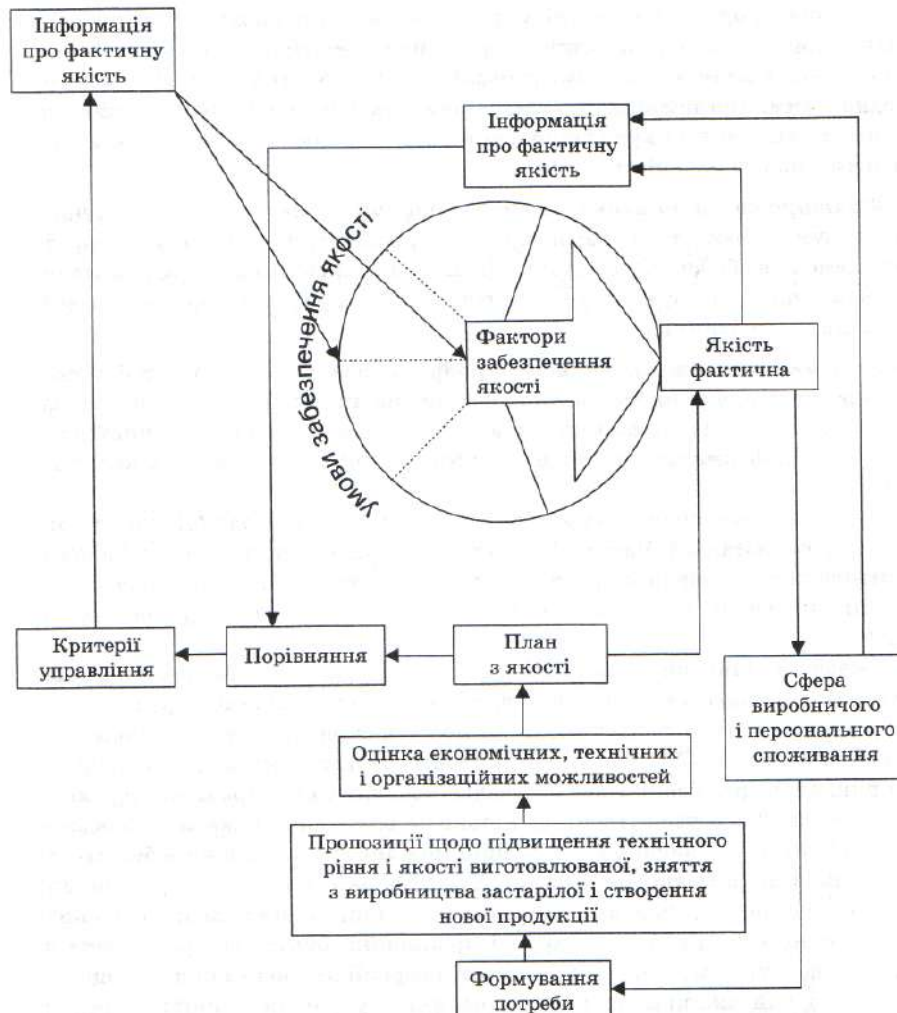 Інформація
про фактичну
якість
Інформація
про фактичну
якість
умови забезпечення якості
Фактори
забезпечення
якості
Якість
фактична
Критерії
управління
Порівняння
План
з якості
Сфера
виробничого
і персонального
споживання
Оцінка економічних, технічних
і організаційних можливостей
Пропозиції щодо підвищення технічного
рівня і якості виготовлюваної, зняття
з виробництва застарілої і створення
нової продукції
Формування
потреби